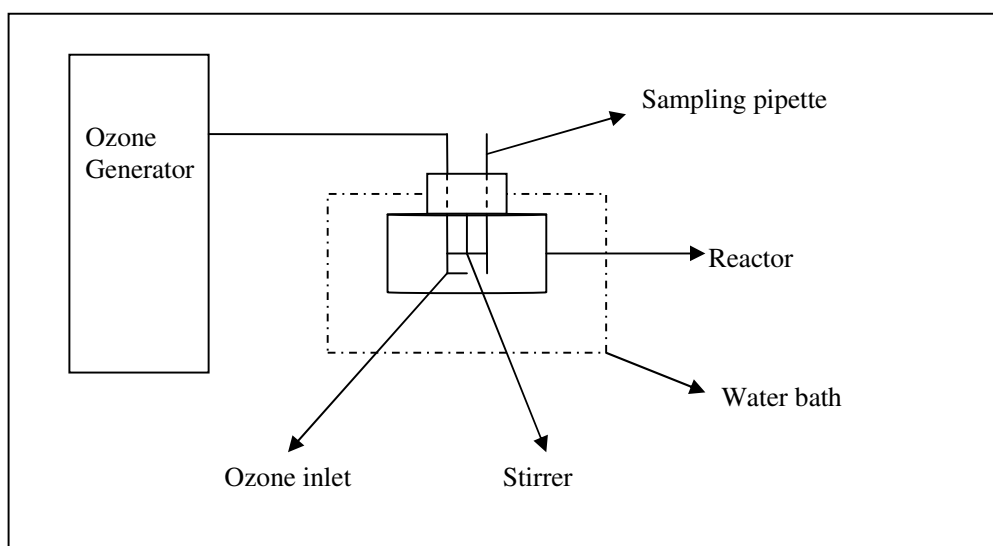 Sampling pipette
Ozone
Generator
Reactor
Water bath
Ozone inlet
Stirrer